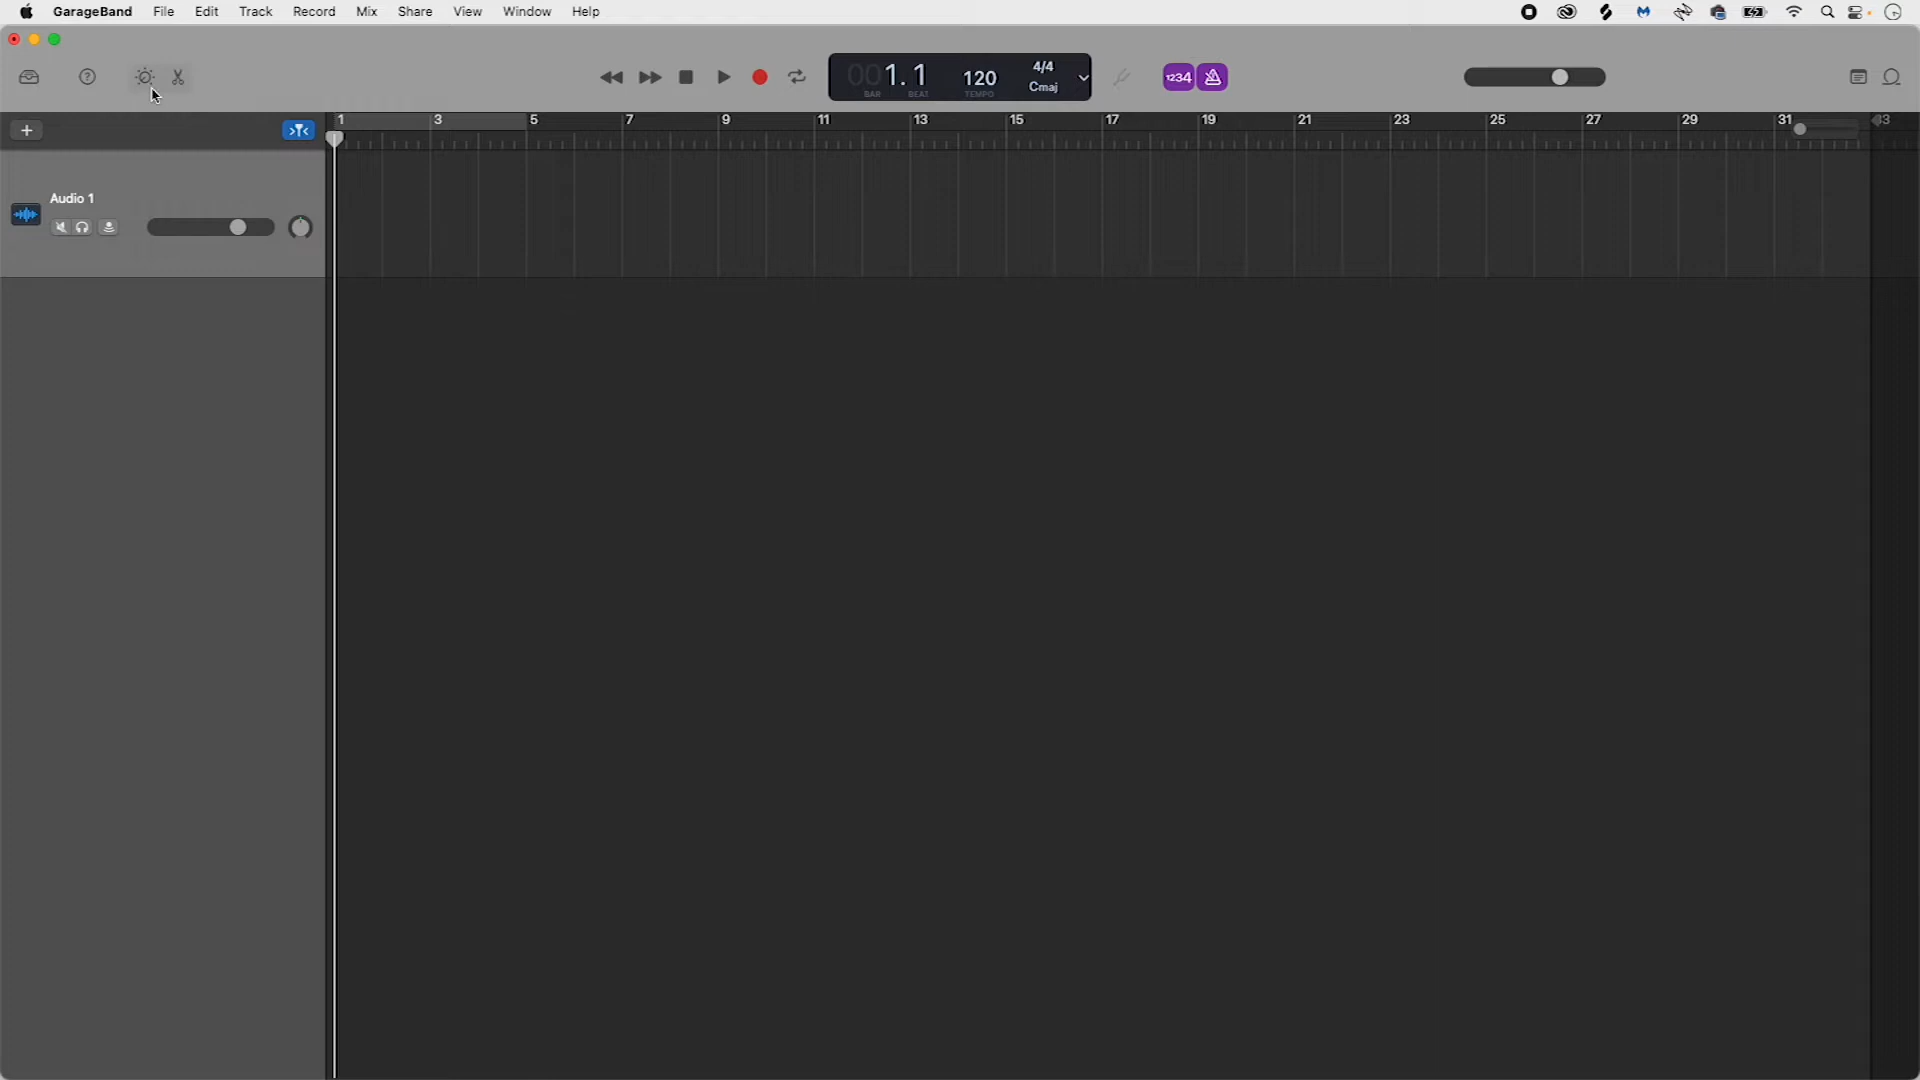 GarageBand File Edit Track Record Mix Share View Window Help
001. 1 120 4/4
Cmaj
BAR BEAT TEMPO
1234
1 3 5 7 9 11 13 15 17 19 21 23 25 27 29 31 33
Audio 1